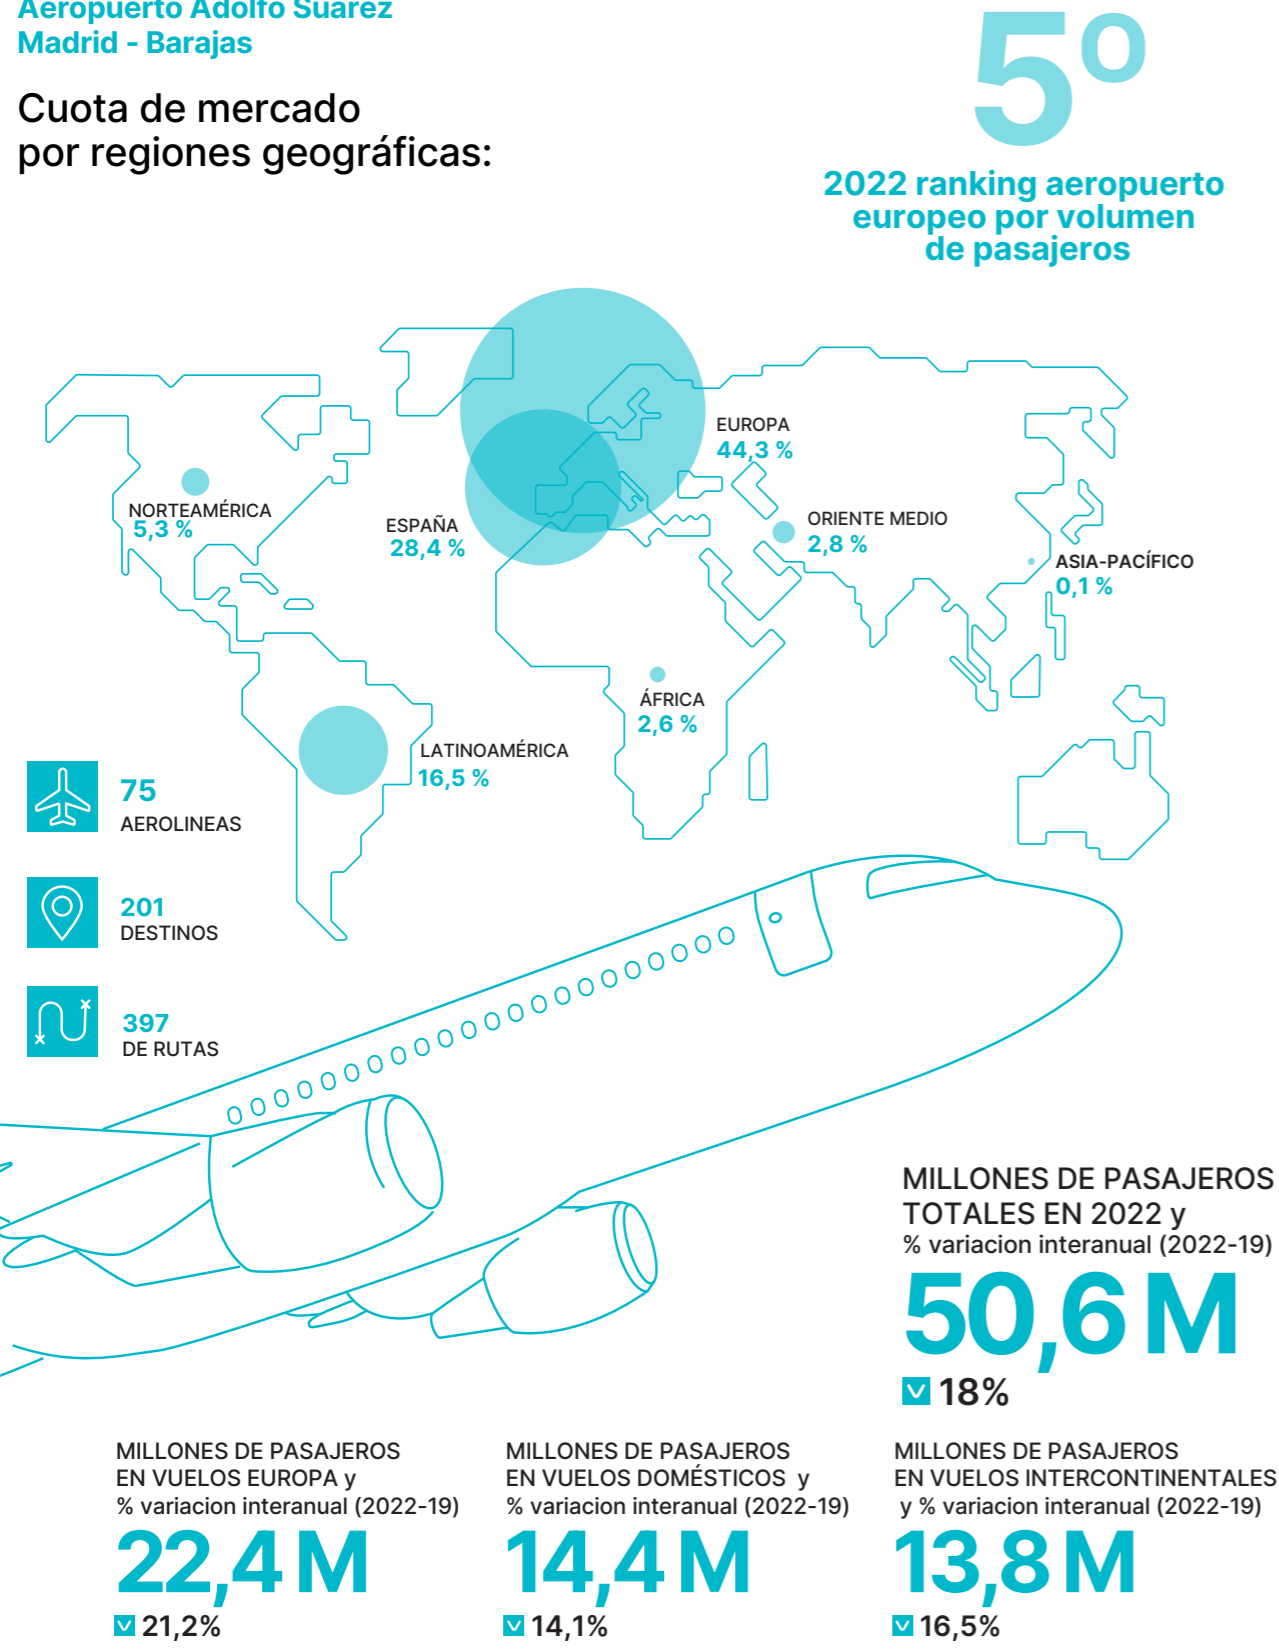 Aeropuerto Adolfo Suárez
Madrid - Barajas
Cuota de mercado
por regiones geográficas:
5º
2022 ranking aeropuerto
europeo por volumen
de pasajeros
EUROPA
44,3 %
NORTEAMÉRICA
5,3 %
ESPAÑA
28,4 %
ORIENTE MEDIO
2,8 %
ASIA-PACÍFICO
0,1 %
ÁFRICA
2,6 %
LATINOAMÉRICA
16,5 %
75
AEROLINEAS
201
DESTINOS
397
DE RUTAS
MILLONES DE PASAJEROS
TOTALES EN 2022 y
% variacion interanual (2022-19)
50,6 M
18%
MILLONES DE PASAJEROS
EN VUELOS EUROPA y
% variacion interanual (2022-19)
22,4 M
21,2%
MILLONES DE PASAJEROS
EN VUELOS DOMÉSTICOS y
% variacion interanual (2022-19)
14,4 M
14,1%
MILLONES DE PASAJEROS
EN VUELOS INTERCONTINENTALES
y % variacion interanual (2022-19)
13,8 M
16,5%